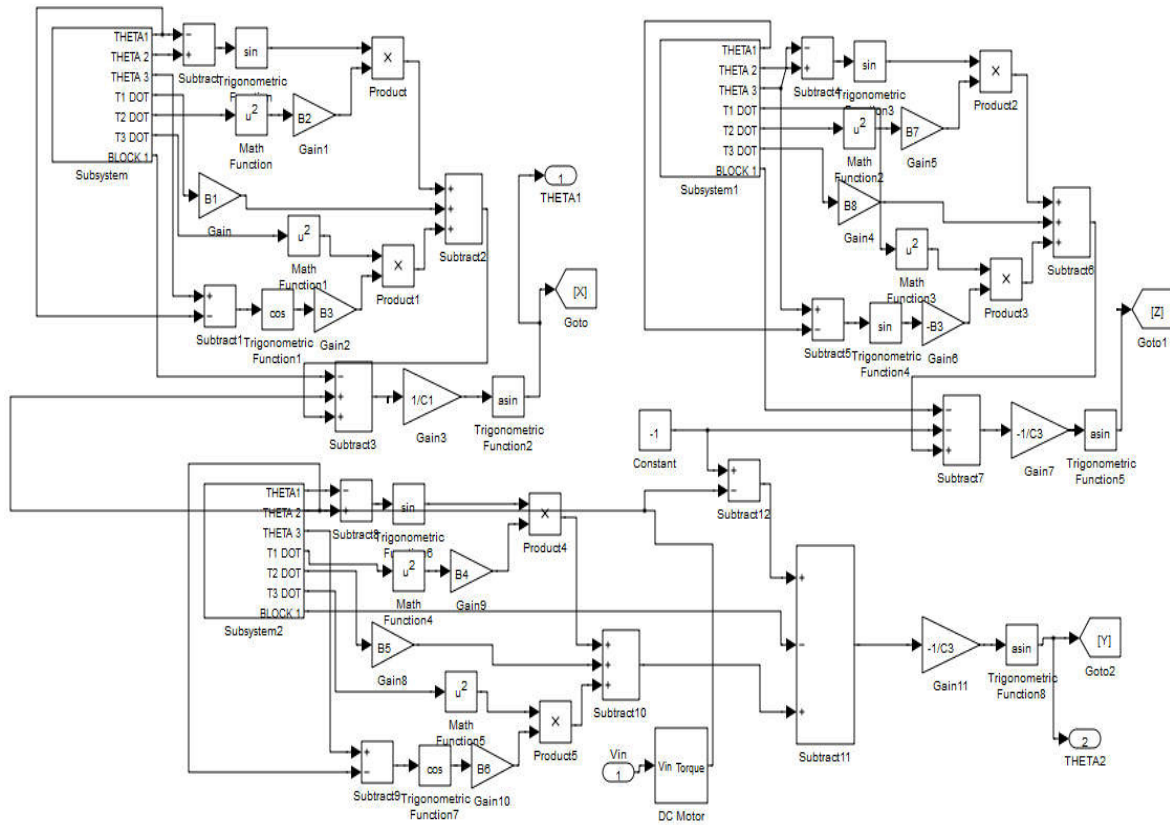 THETA1
THETA 2
THETA 3
T1 DOT
T2 DOT
T3 DOT
BLOCK 1
Subsystem
−
+
Subtract
sin
Trigonometric
Function
X
Product
u²
Math
Function
B2
Gain1
B1
Gain
u²
Math
Function1
X
Product1
+
+
+
Subtract2
+
−
Subtract1
cos
Trigonometric
Function1
B3
Gain2
−
+
+
Subtract3
1/C1
Gain3
asin
Trigonometric
Function2
1
THETA1
[X]
Goto
THETA1
THETA 2
THETA 3
T1 DOT
T2 DOT
T3 DOT
BLOCK 1
Subsystem1
−
+
Subtract4
sin
Trigonometric
Function3
X
Product2
u²
Math
Function2
B7
Gain5
B8
Gain4
u²
Math
Function3
X
Product3
+
+
+
Subtract6
+
−
Subtract5
sin
Trigonometric
Function4
-B3
Gain6
[Z]
Goto1
-1
Constant
−
−
+
Subtract7
-1/C3
Gain7
asin
Trigonometric
Function5
+
−
Subtract12
THETA1
THETA 2
THETA 3
T1 DOT
T2 DOT
T3 DOT
BLOCK 1
Subsystem2
−
+
Subtract8
sin
Trigonometric
Function6
X
Product4
u²
Math
Function4
B4
Gain9
B5
Gain8
u²
Math
Function5
X
Product5
+
+
+
Subtract10
+
−
Subtract9
cos
Trigonometric
Function7
B6
Gain10
Vin
1
Vin Torque
DC Motor
+
−
+
Subtract11
-1/C3
Gain11
asin
Trigonometric
Function8
[Y]
Goto2
2
THETA2